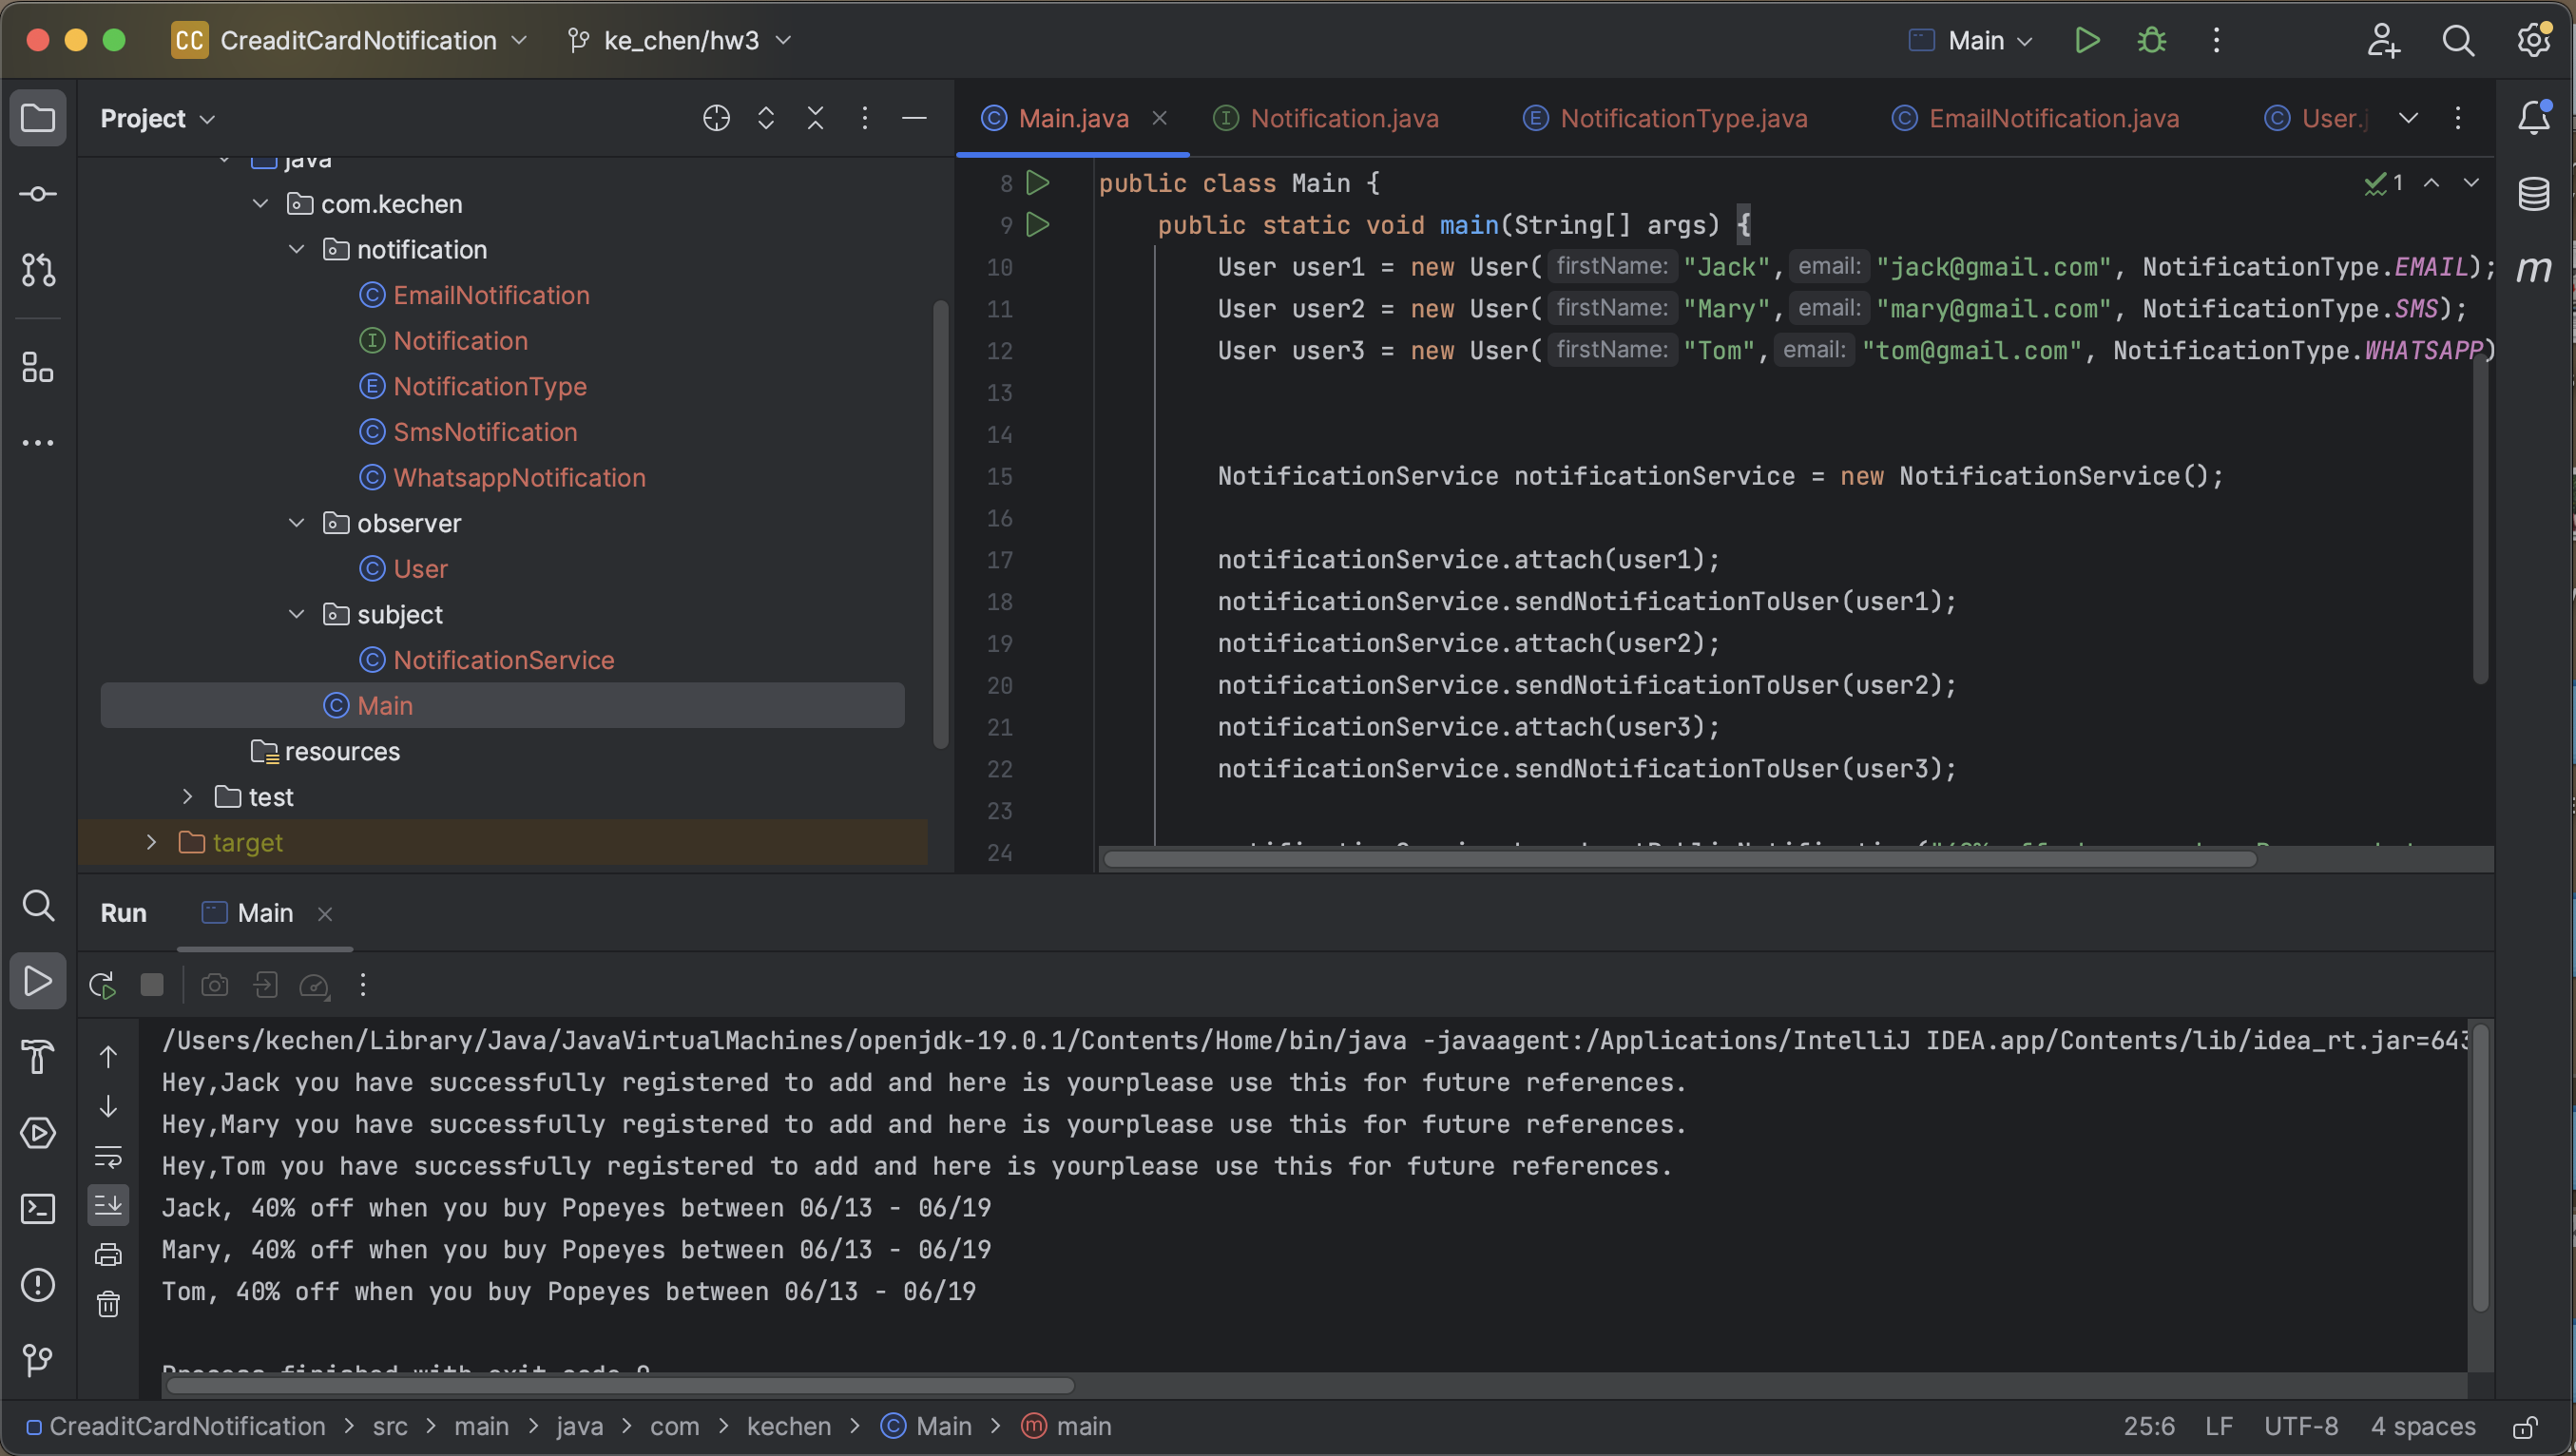 CC CreaditCardNotification ke_chen/hw3 Main
Project
java
com.kechen
notification
EmailNotification
Notification
NotificationType
SmsNotification
WhatsappNotification
observer
User
subject
NotificationService
Main
resources
test
target
Main.java Notification.java NotificationType.java EmailNotification.java User.j
1
8 public class Main {
9 public static void main(String[] args) {
10 User user1 = new User( firstName: "Jack", email: "jack@gmail.com", NotificationType.EMAIL);
11 User user2 = new User( firstName: "Mary", email: "mary@gmail.com", NotificationType.SMS);
12 User user3 = new User( firstName: "Tom", email: "tom@gmail.com", NotificationType.WHATSAPP)
13
14
15 NotificationService notificationService = new NotificationService();
16
17 notificationService.attach(user1);
18 notificationService.sendNotificationToUser(user1);
19 notificationService.attach(user2);
20 notificationService.sendNotificationToUser(user2);
21 notificationService.attach(user3);
22 notificationService.sendNotificationToUser(user3);
23
24
m
Run Main
/Users/kechen/Library/Java/JavaVirtualMachines/openjdk-19.0.1/Contents/Home/bin/java -javaagent:/Applications/IntelliJ IDEA.app/Contents/lib/idea_rt.jar=643
Hey,Jack you have successfully registered to add and here is yourplease use this for future references.
Hey,Mary you have successfully registered to add and here is yourplease use this for future references.
Hey,Tom you have successfully registered to add and here is yourplease use this for future references.
Jack, 40% off when you buy Popeyes between 06/13 - 06/19
Mary, 40% off when you buy Popeyes between 06/13 - 06/19
Tom, 40% off when you buy Popeyes between 06/13 - 06/19
Process finished with exit code 0
CreaditCardNotification > src > main > java > com > kechen > Main > main 25:6 LF UTF-8 4 spaces